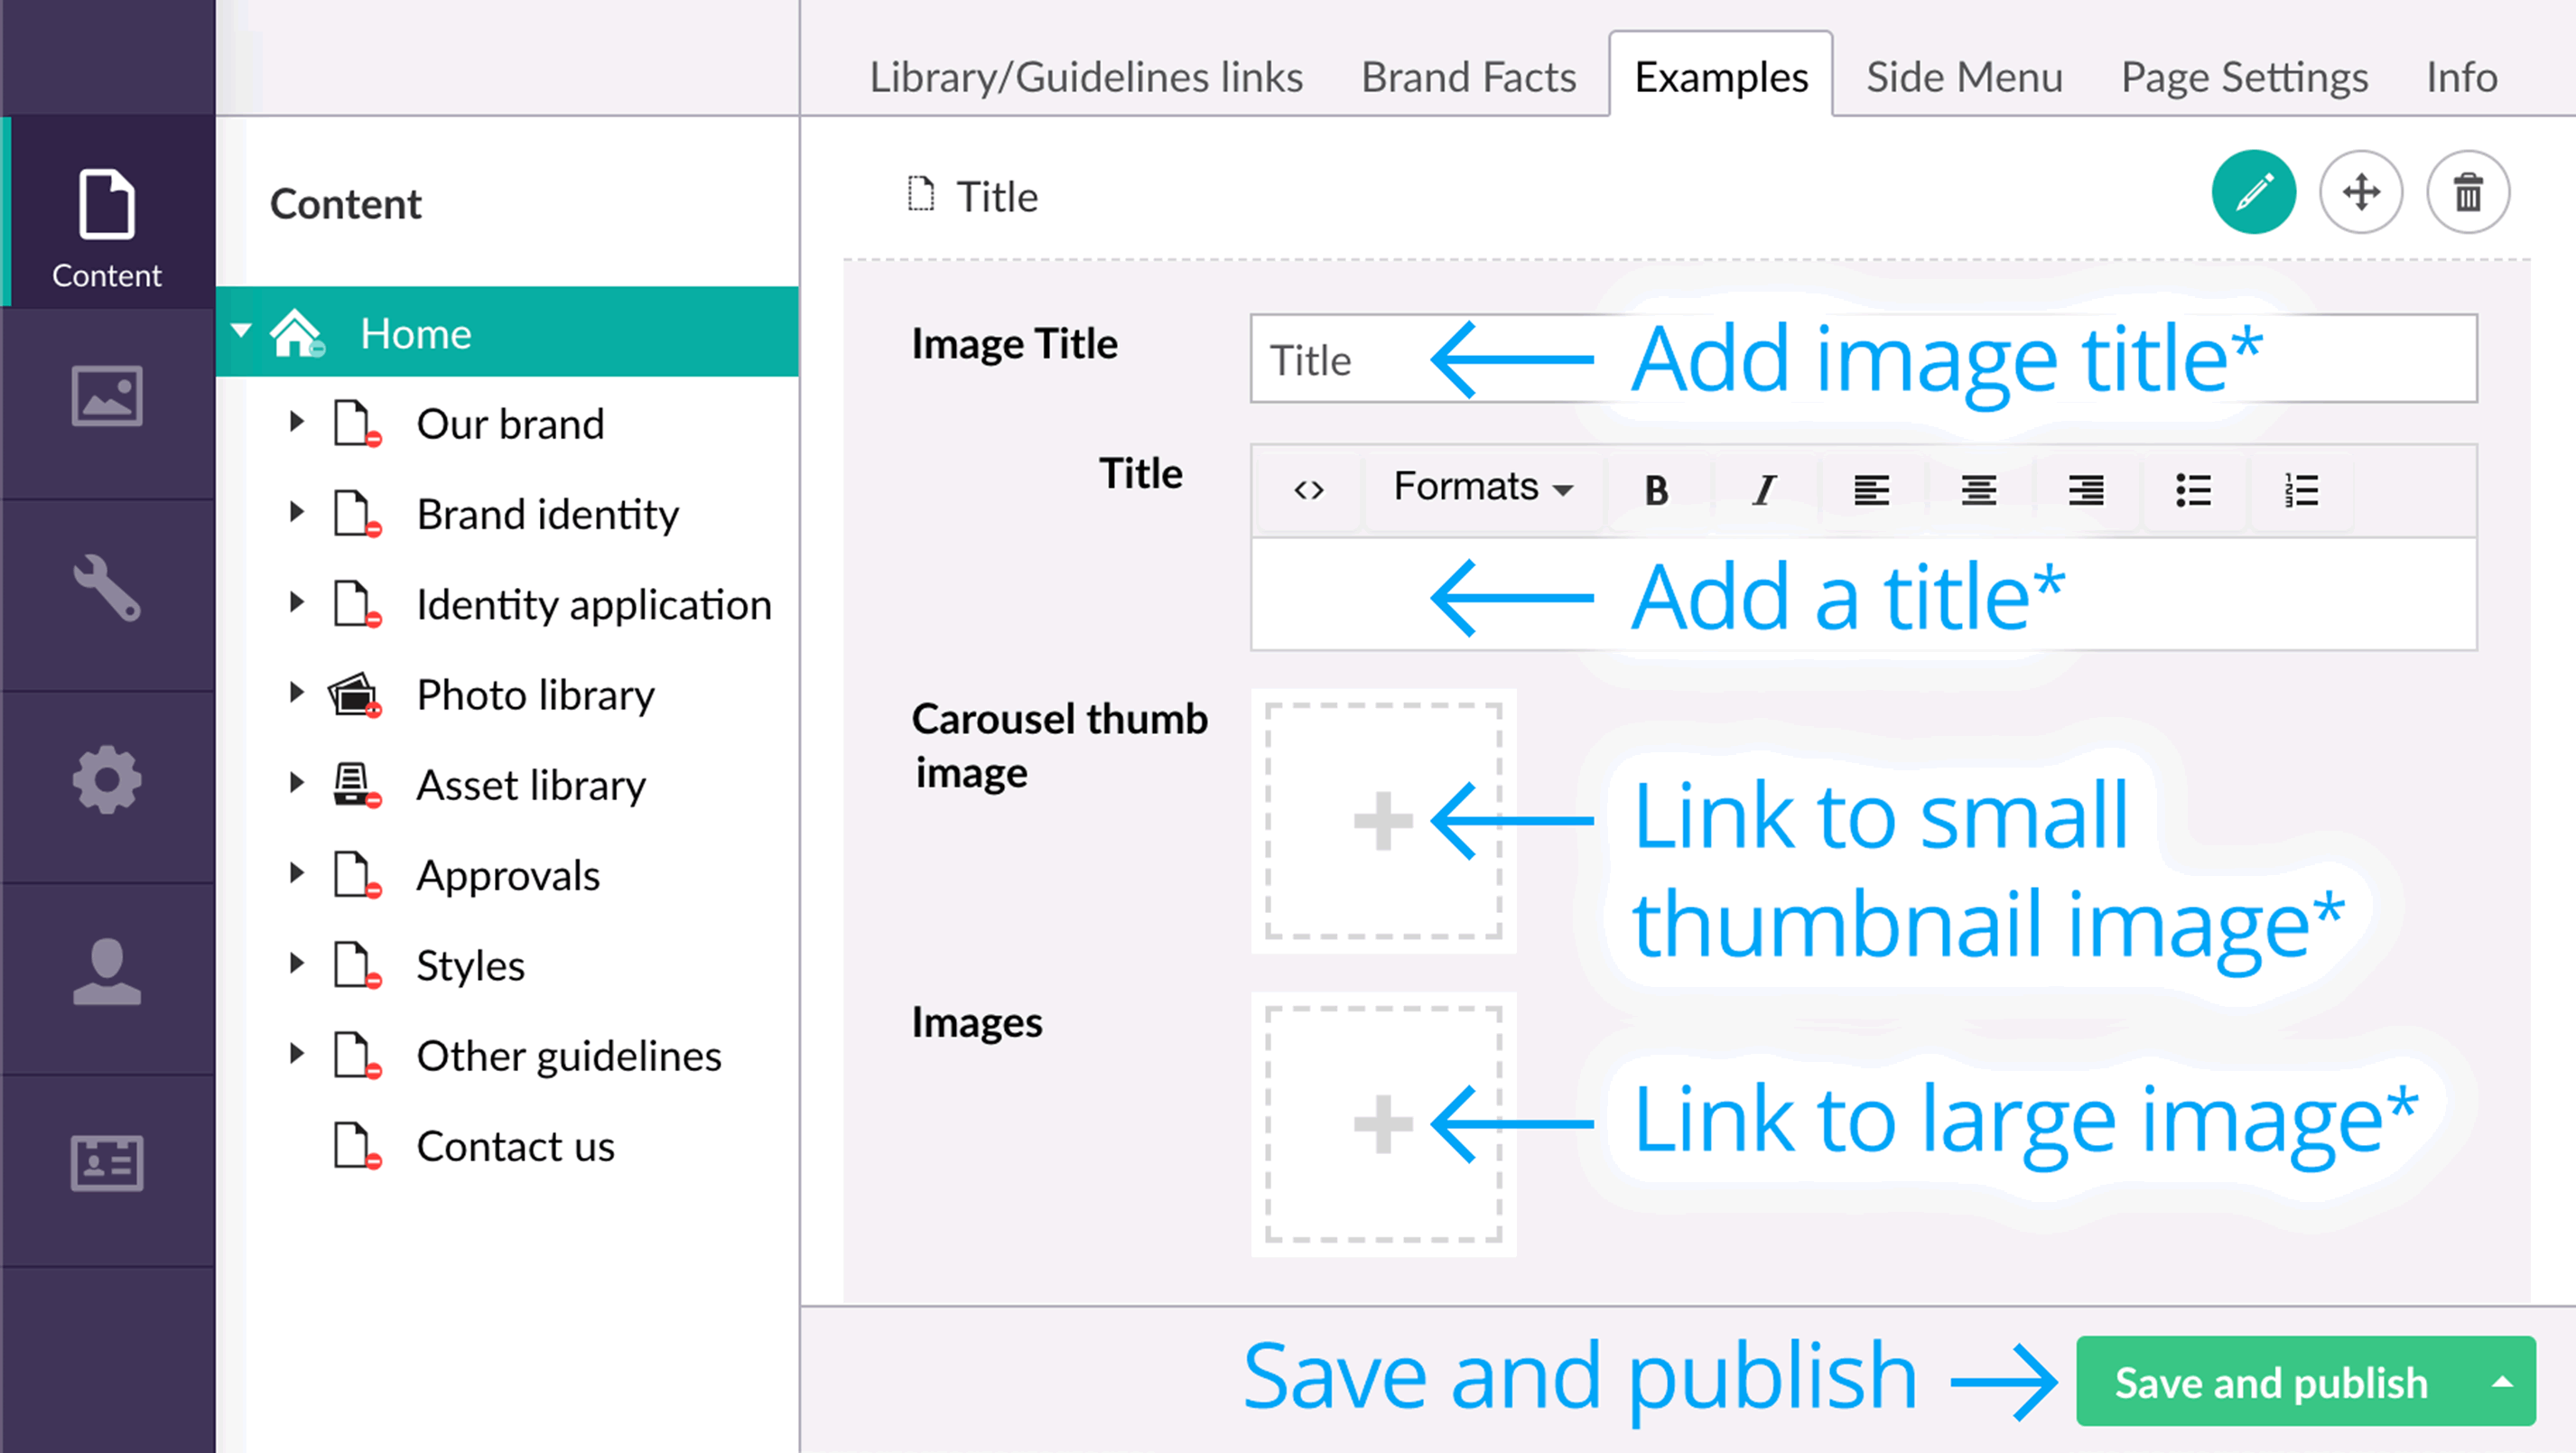 Library/Guidelines links Brand Facts Examples Side Menu Page Settings Info
Content
Content
Home
Our brand
Brand identity
Identity application
Photo library
Asset library
Approvals
Styles
Other guidelines
Contact us
Title
Image Title
Title
Add image title*
Title
<> Formats B I
Add a title*
Carousel thumb
image
Link to small
thumbnail image*
Images
Link to large image*
Save and publish
Save and publish